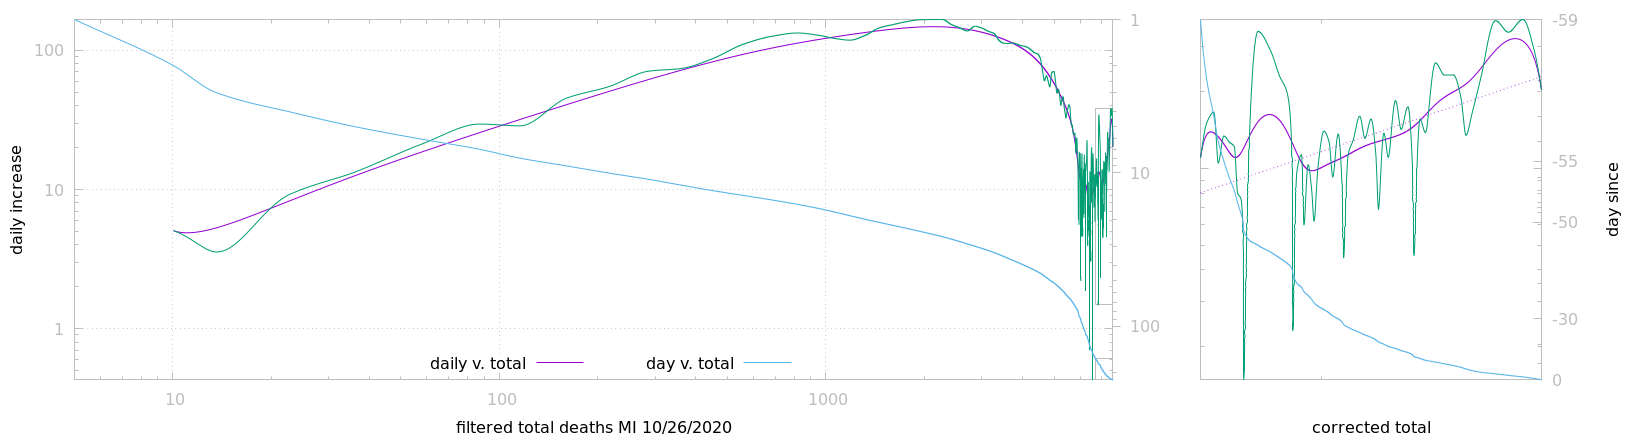 daily increase
100
10
1
daily v. total
day v. total
10
100
1000
filtered total deaths MI 10/26/2020
1
10
100
-59
-55
-50
-30
0
day since
corrected total